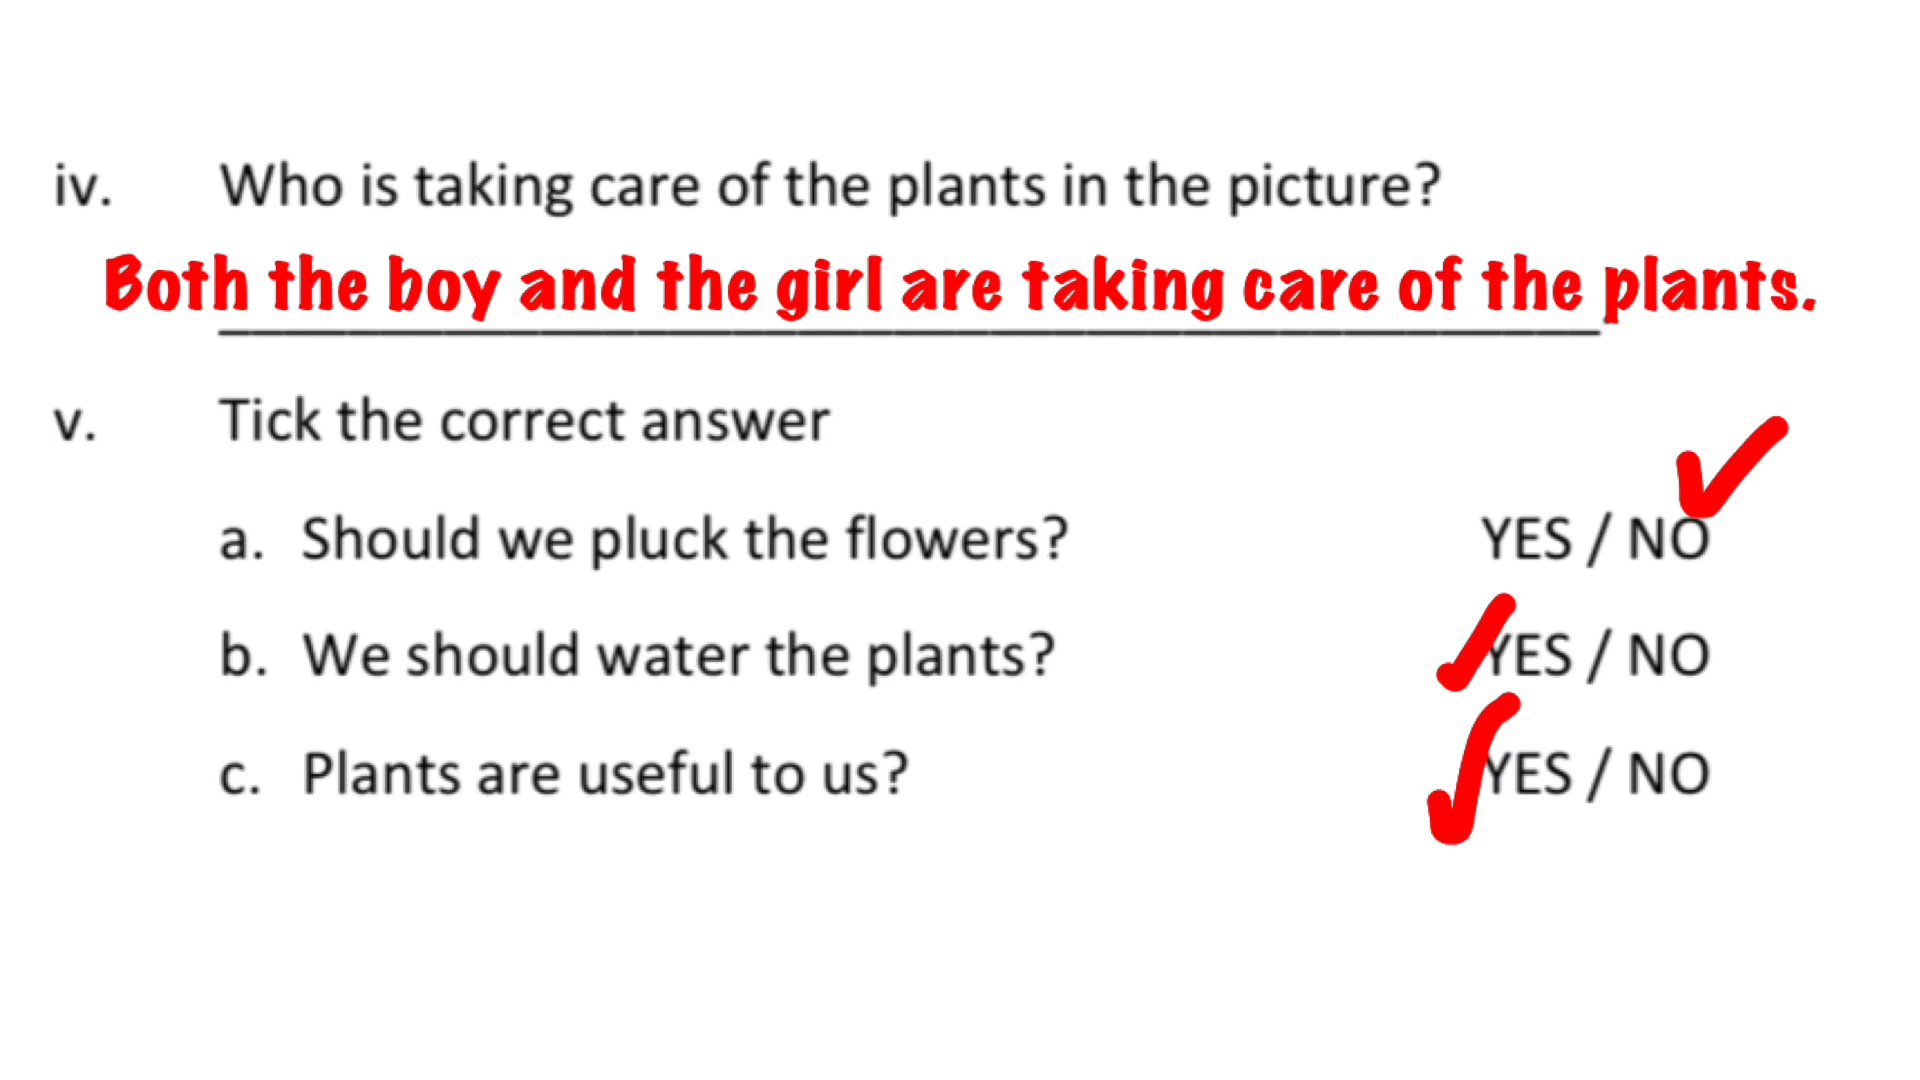 iv. Who is taking care of the plants in the picture?
Both the boy and the girl are taking care of the plants.
v. Tick the correct answer
a. Should we pluck the flowers? YES / NO
b. We should water the plants? YES / NO
c. Plants are useful to us? YES / NO